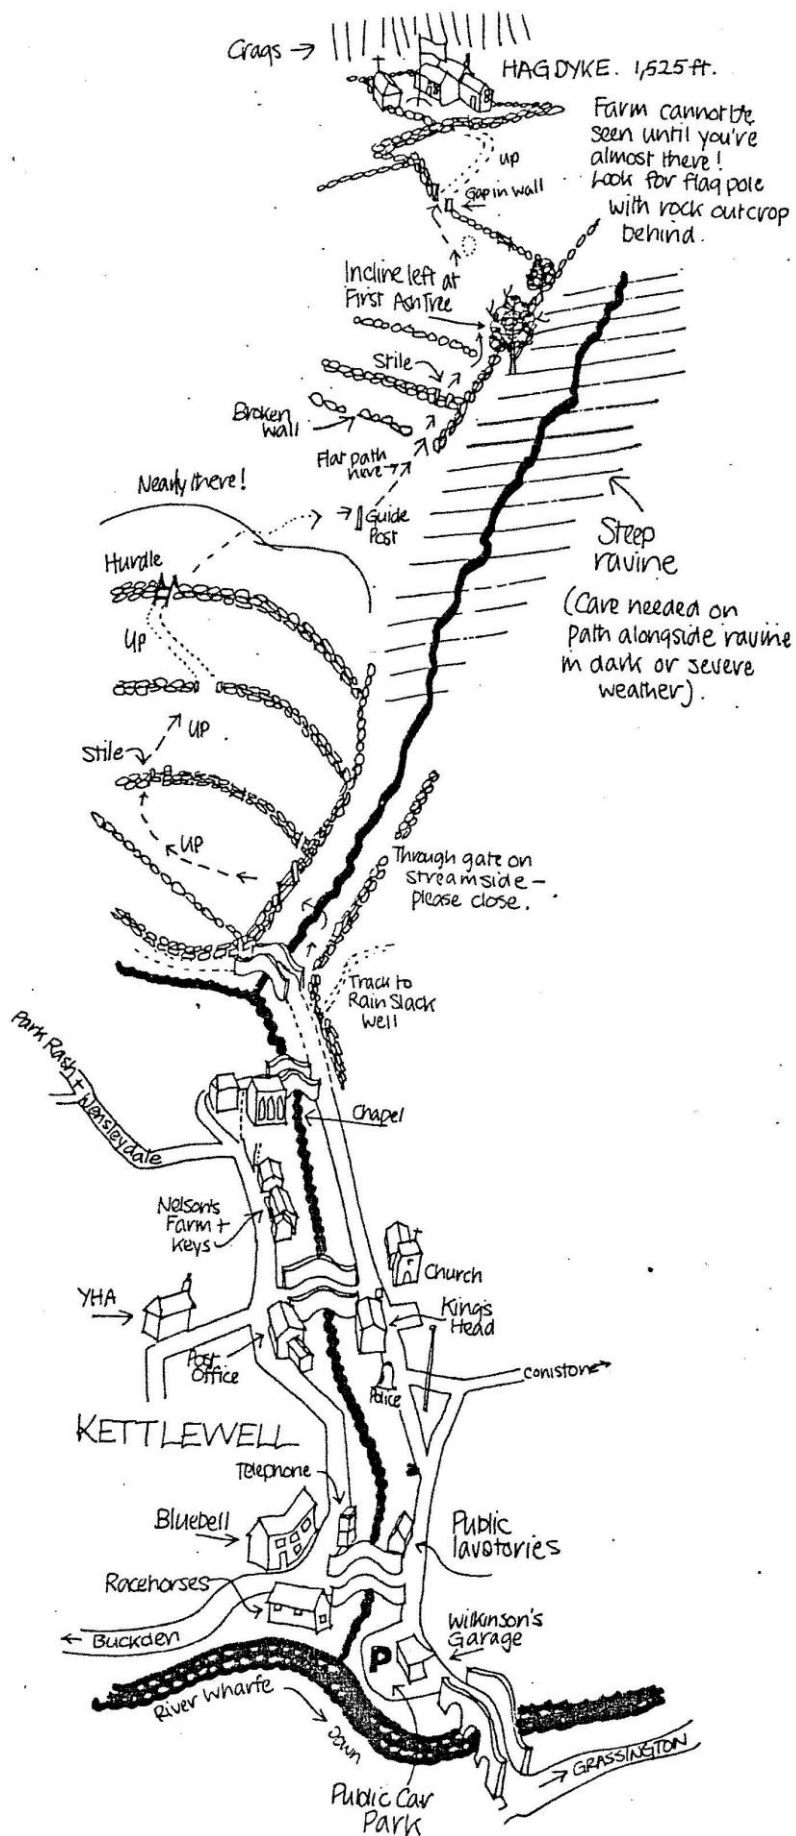 Crags →
HAGDYKE. 1,525 ft.
Farm cannot be
seen until you're
almost there!
Look for flag pole
with rock outcrop
behind.
up
Gap in wall
Incline left at
First Ash Tree
Stile
Broken
wall
Flat path
here
Nearly there!
Guide
Post
Steep
ravine
(Care needed on
path alongside ravine
in dark or severe
weather).
Hurdle
UP
UP
Stile
UP
Through gate on
streamside -
please close.
Track to
Rain Slack
Well
Park Rash + Wensleydale
Chapel
Nelson's
Farm +
Keys
Church
YHA
King's
Head
Post
Office
Police
Conistone
KETTLEWELL
Telephone
Bluebell
Public
lavatories
Racehorses
Buckden
Wilkinson's
Garage
P
River Wharfe
Down
GRASSINGTON
Public Car
Park